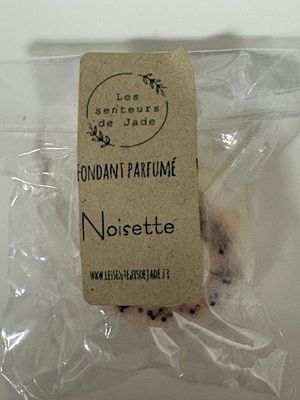 Les
senteurs
de Jade
FONDANT PARFUMÉ
Noisette
WWW.LESSENTEURSDEJADE.FR